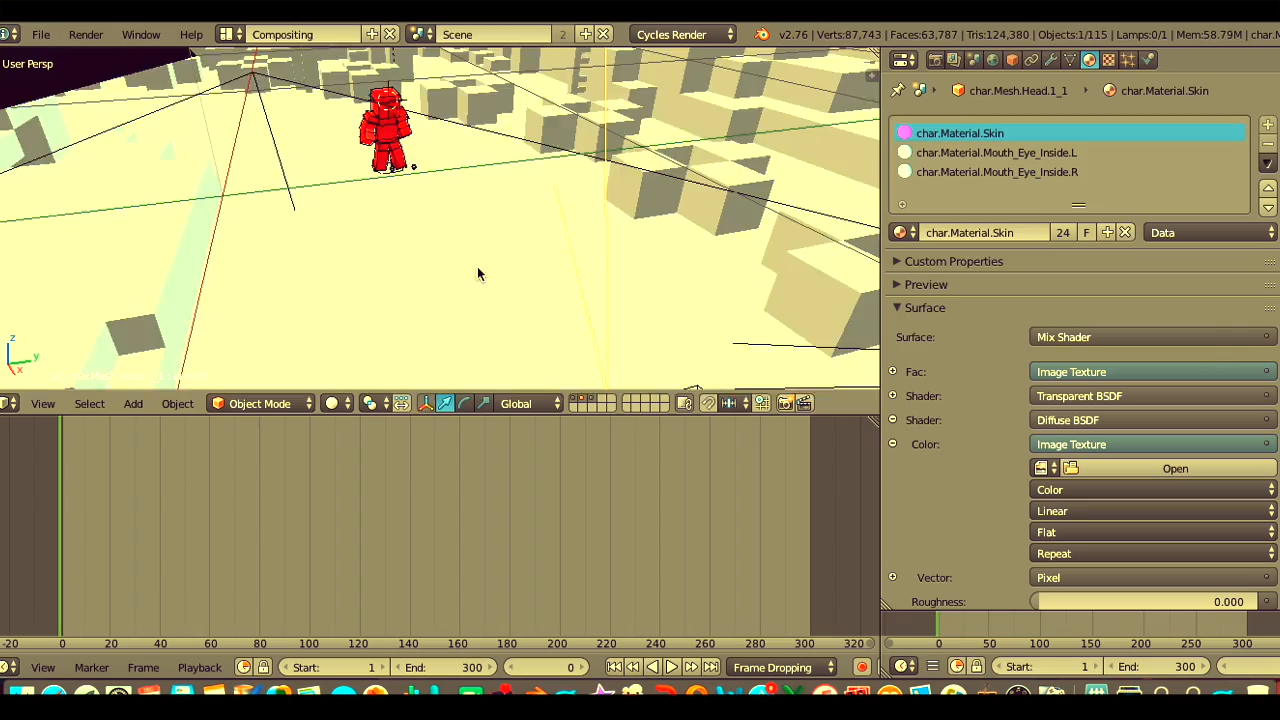 File Render Window Help Compositing Scene 2 Cycles Render v2.76 | Verts:87,743 | Faces:63,787 | Tris:124,380 | Objects:1/115 | Lamps:0/1 | Mem:58.79M | char.M
User Persp
char.Mesh.Head.1_1 char.Material.Skin
char.Material.Skin
char.Material.Mouth_Eye_Inside.L
char.Material.Mouth_Eye_Inside.R
char.Material.Skin 24 F Data
Custom Properties
Preview
Surface
Surface: Mix Shader
Fac: Image Texture
Shader: Transparent BSDF
Shader: Diffuse BSDF
Color: Image Texture
Open
Color
Linear
Flat
Repeat
Vector: Pixel
Roughness: 0.000
z
y
x
View Select Add Object Object Mode Global
-20 0 20 40 60 80 100 120 140 160 180 200 220 240 260 280 300 320
0 50 100 150 200 250 300
View Marker Frame Playback Start: 1 End: 300 0 Frame Dropping
Start: 1 End: 300